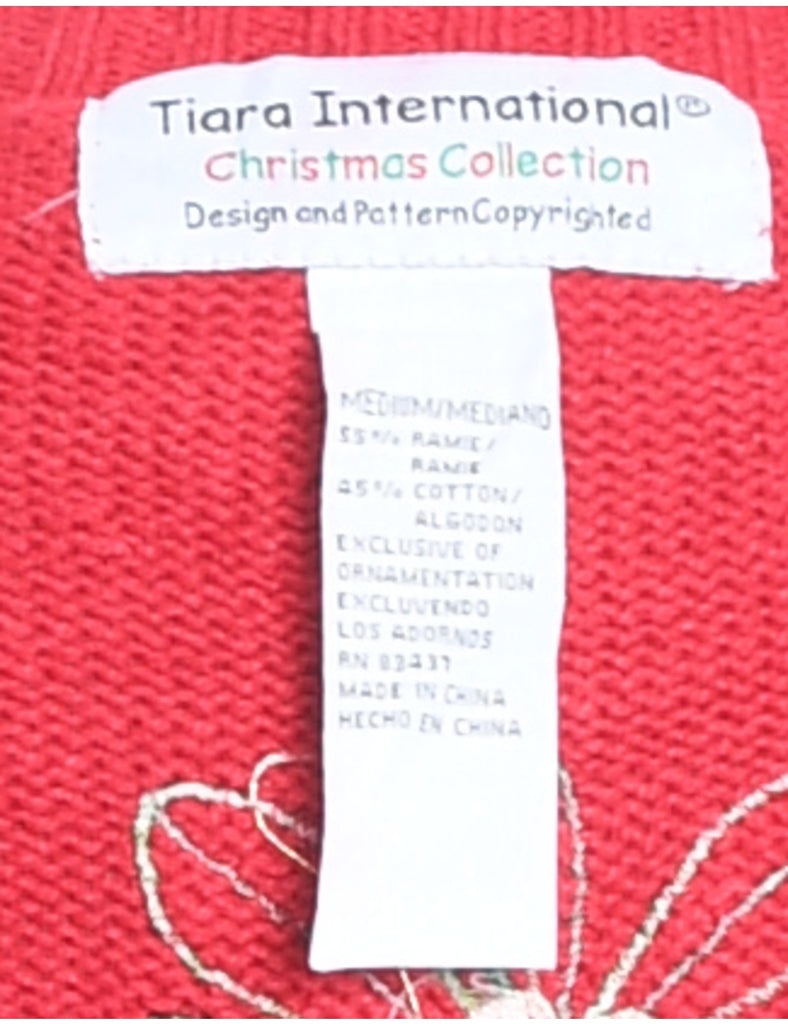 Tiara International®
Christmas Collection
Design and Pattern Copyrighted
MEDIUM/MEDIANO
55% RAMIE/
RAMIE
45% COTTON/
ALGODON
EXCLUSIVE OF
ORNAMENTATION
EXCLUYENDO
LOS ADORNOS
RN
MADE IN CHINA
HECHO EN CHINA